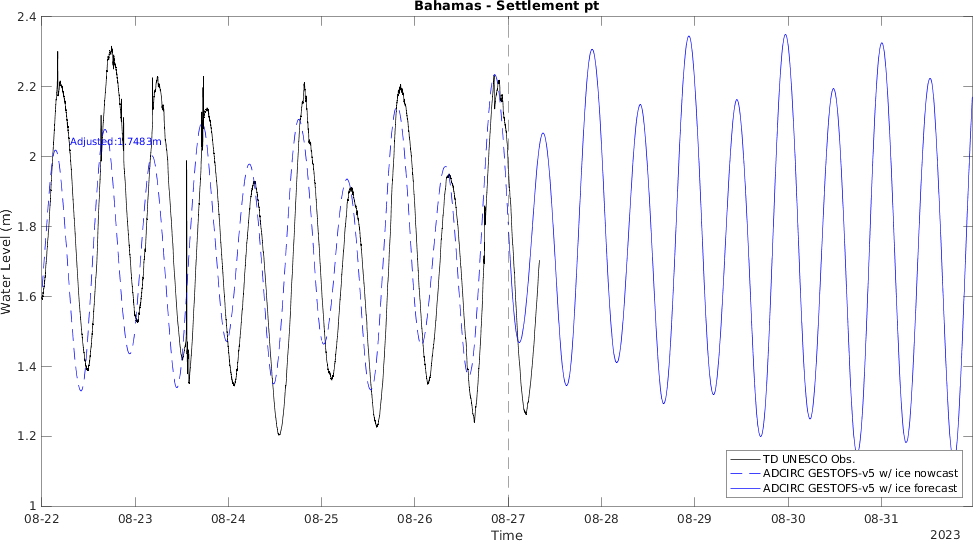 Bahamas - Settlement pt
2.4
2.2
2
1.8
1.6
1.4
1.2
1
Water Level (m)
Adjusted:1.7483m
TD UNESCO Obs.
ADCIRC GESTOFS-v5 w/ ice nowcast
ADCIRC GESTOFS-v5 w/ ice forecast
08-22 08-23 08-24 08-25 08-26 08-27 08-28 08-29 08-30 08-31
Time
2023